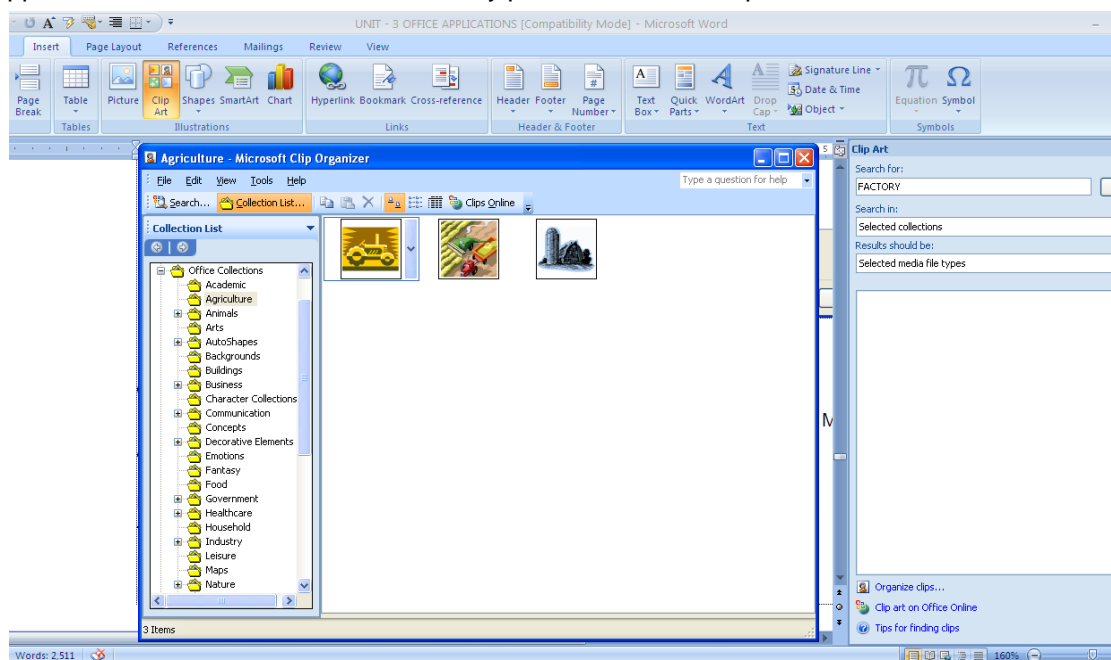 UNIT - 3 OFFICE APPLICATIONS [Compatibility Mode] - Microsoft Word
Insert Page Layout References Mailings Review View
Page Break
Table
Picture
Clip Art
Shapes
SmartArt
Chart
Hyperlink
Bookmark
Cross-reference
Header
Footer
Page Number
Text Box
Quick Parts
WordArt
Drop Cap
Signature Line
Date & Time
Object
Equation
Symbol
Tables Illustrations Links Header & Footer Text Symbols
Agriculture - Microsoft Clip Organizer
File Edit View Tools Help
Type a question for help
Search... Collection List... Clips Online
Collection List
Office Collections
Academic
Agriculture
Animals
Arts
AutoShapes
Backgrounds
Buildings
Business
Character Collections
Communication
Concepts
Decorative Elements
Emotions
Fantasy
Food
Government
Healthcare
Household
Industry
Leisure
Maps
Nature
3 Items
5
M
Clip Art
Search for:
FACTORY
Search in:
Selected collections
Results should be:
Selected media file types
Organize clips...
Clip art on Office Online
Tips for finding clips
Words: 2,511
160%